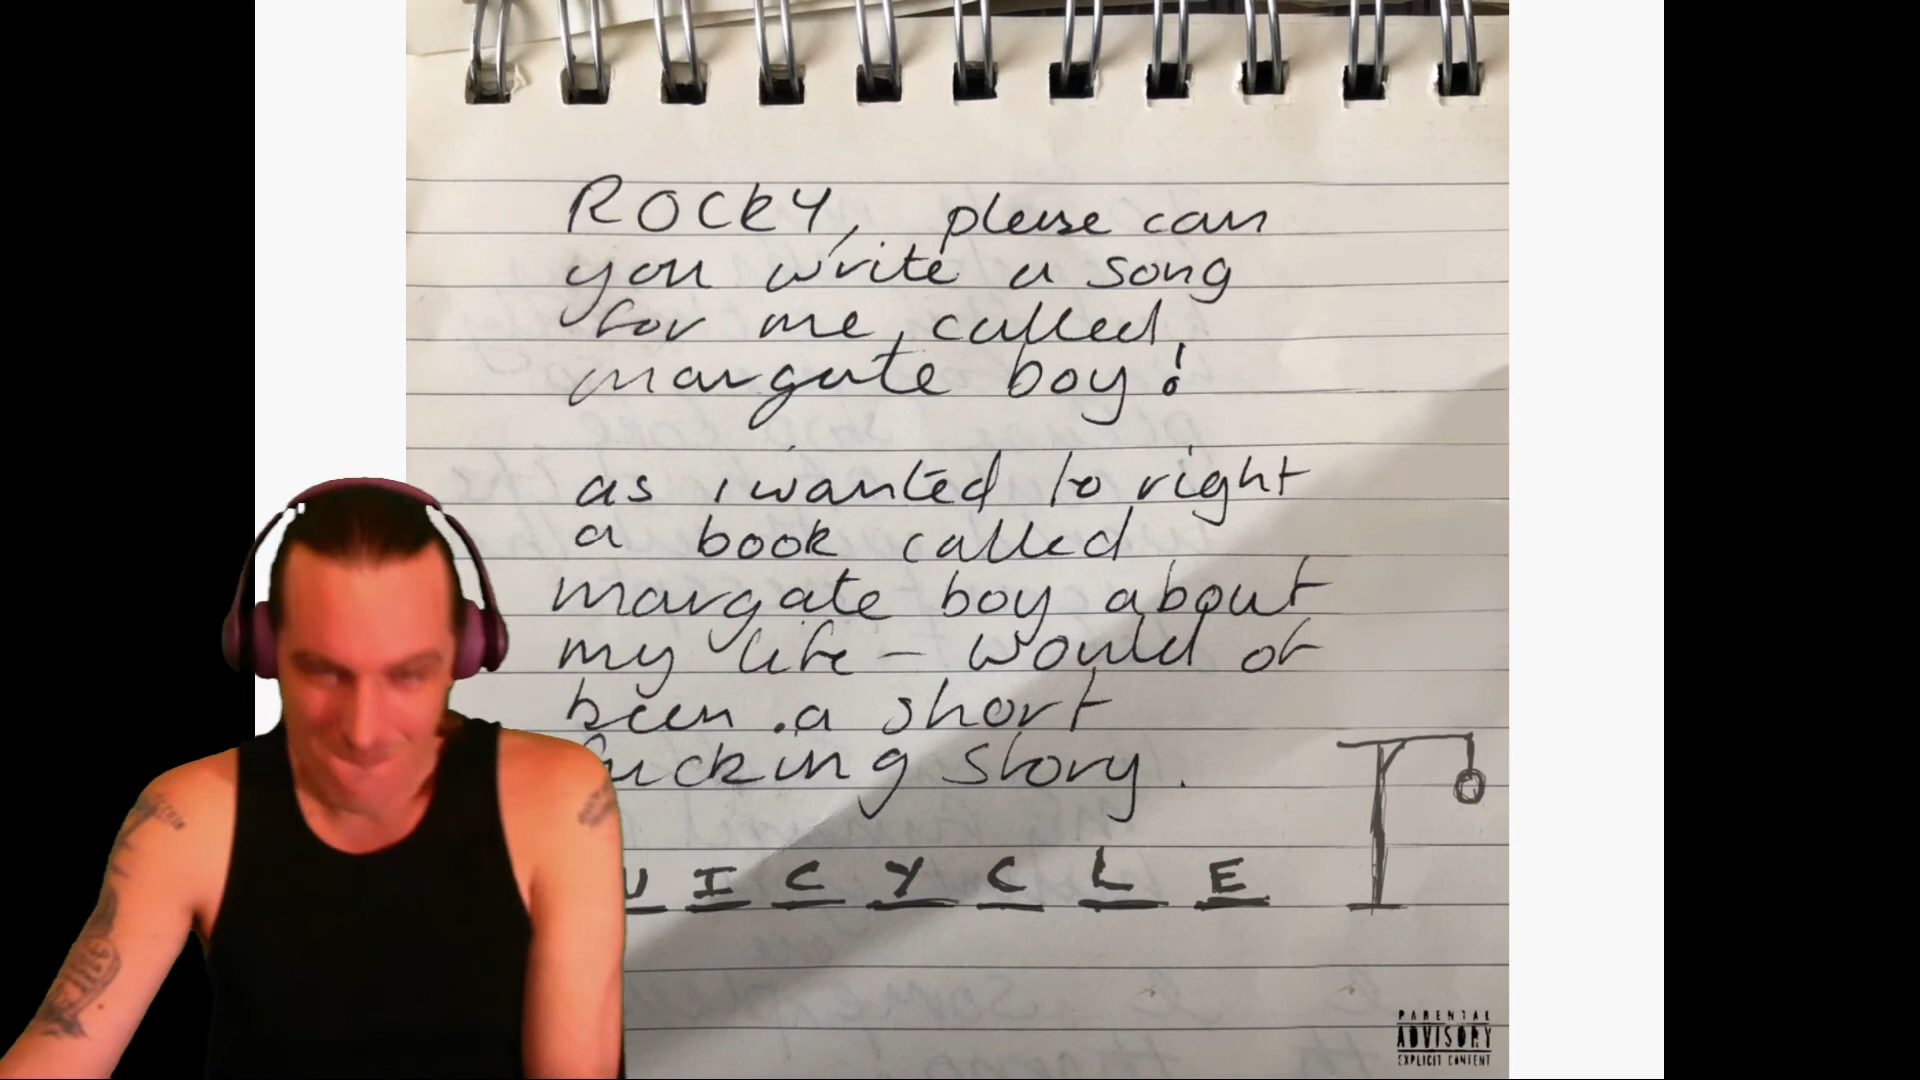 ROCKY, please can
you write a song
for me, called,
margate boy!
as i wanted to right
a book called
margate boy about
my life - would of
been . a short
fucking story .
U I C Y C L E
PARENTAL
ADVISORY
EXPLICIT CONTENT